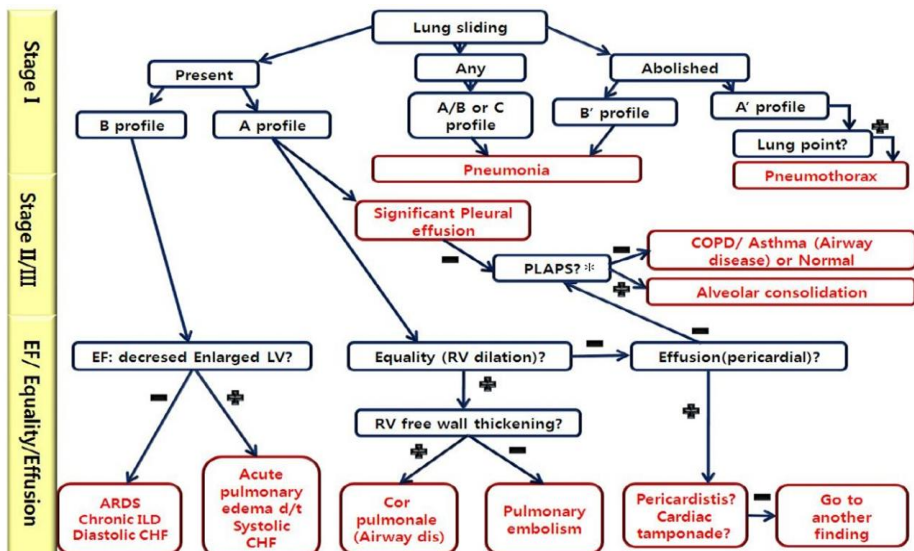 Stage I
Lung sliding
Present
Any
Abolished
B profile
A profile
A/B or C
profile
B' profile
A' profile
Lung point?
Pneumonia
Pneumothorax
Stage II/III
Significant Pleural
effusion
PLAPS?*
COPD/ Asthma (Airway
disease) or Normal
Alveolar consolidation
EF/ Equality/Effusion
EF: decresed Enlarged LV?
Equality (RV dilation)?
Effusion(pericardial)?
RV free wall thickening?
ARDS
Chronic ILD
Diastolic CHF
Acute
pulmonary
edema d/t
Systolic
CHF
Cor
pulmonale
(Airway dis)
Pulmonary
embolism
Pericardistis?
Cardiac
tamponade?
Go to
another
finding